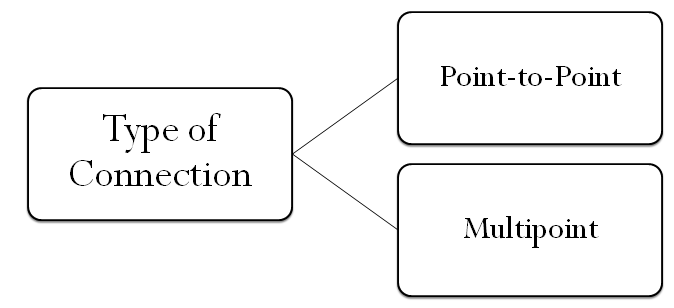 Type of
Connection
Point-to-Point
Multipoint